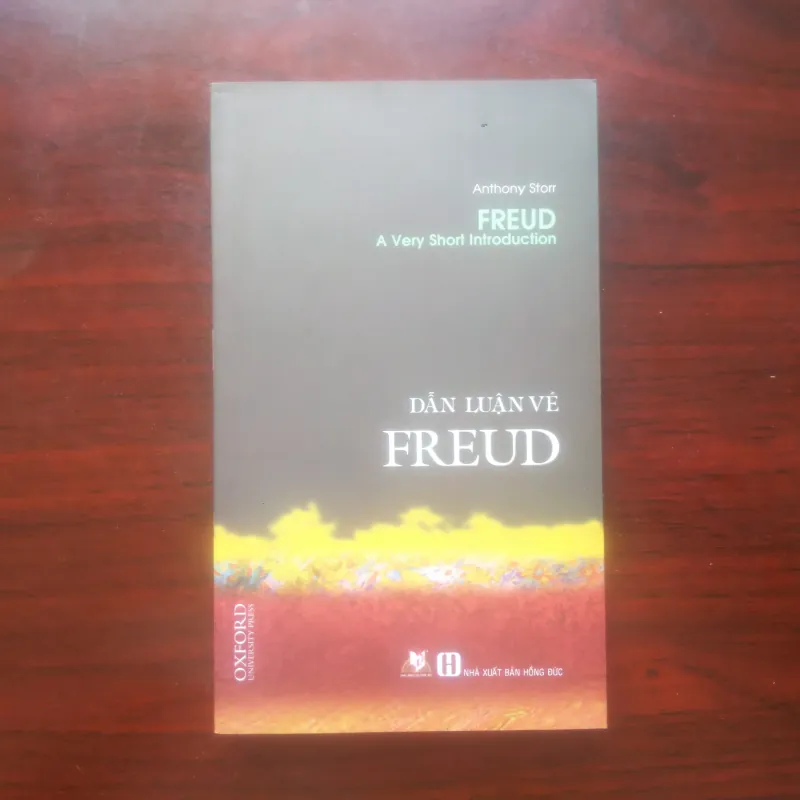 Anthony Storr
FREUD
A Very Short Introduction
DẪN LUẬN VỀ
FREUD
OXFORD
UNIVERSITY PRESS
NHÀ XUẤT BẢN HỒNG ĐỨC